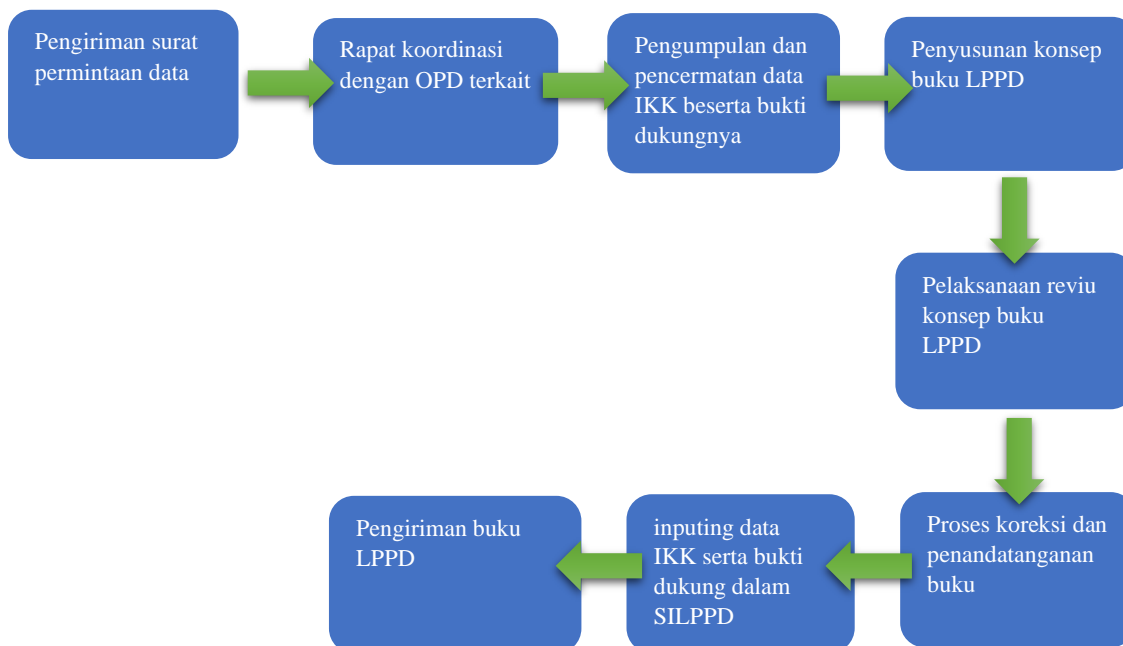 Pengiriman surat
permintaan data
Rapat koordinasi
dengan OPD terkait
Pengumpulan dan
pencermatan data
IKK beserta bukti
dukungnya
Penyusunan konsep
buku LPPD
Pelaksanaan reviu
konsep buku
LPPD
Proses koreksi dan
penandatanganan
buku
inputing data
IKK serta bukti
dukung dalam
SILPPD
Pengiriman buku
LPPD